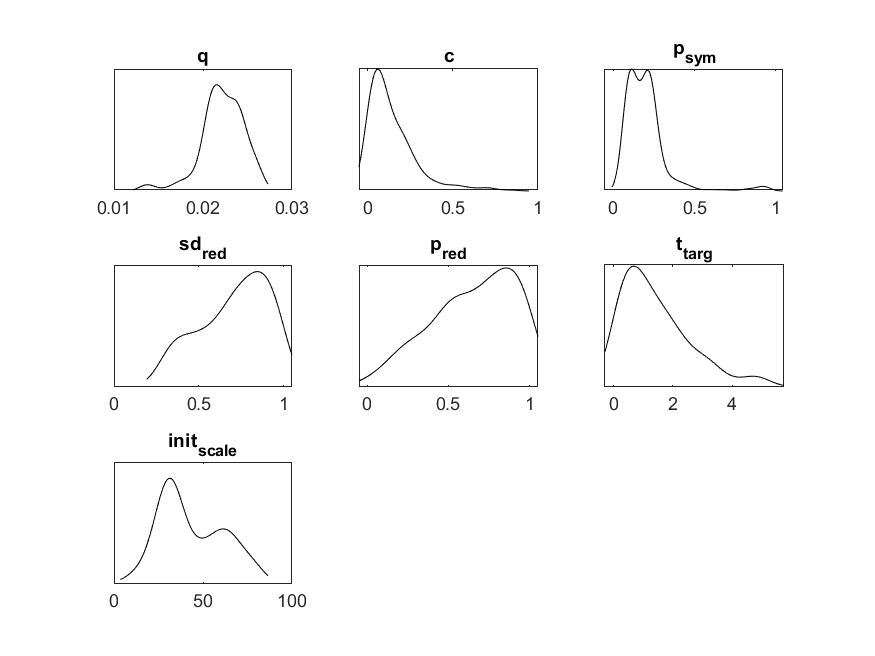 q c p_sym
0.01 0.02 0.03 0 0.5 1 0 0.5 1
sd_red p_red t_targ
0 0.5 1 0 0.5 1 0 2 4
init_scale
0 50 100